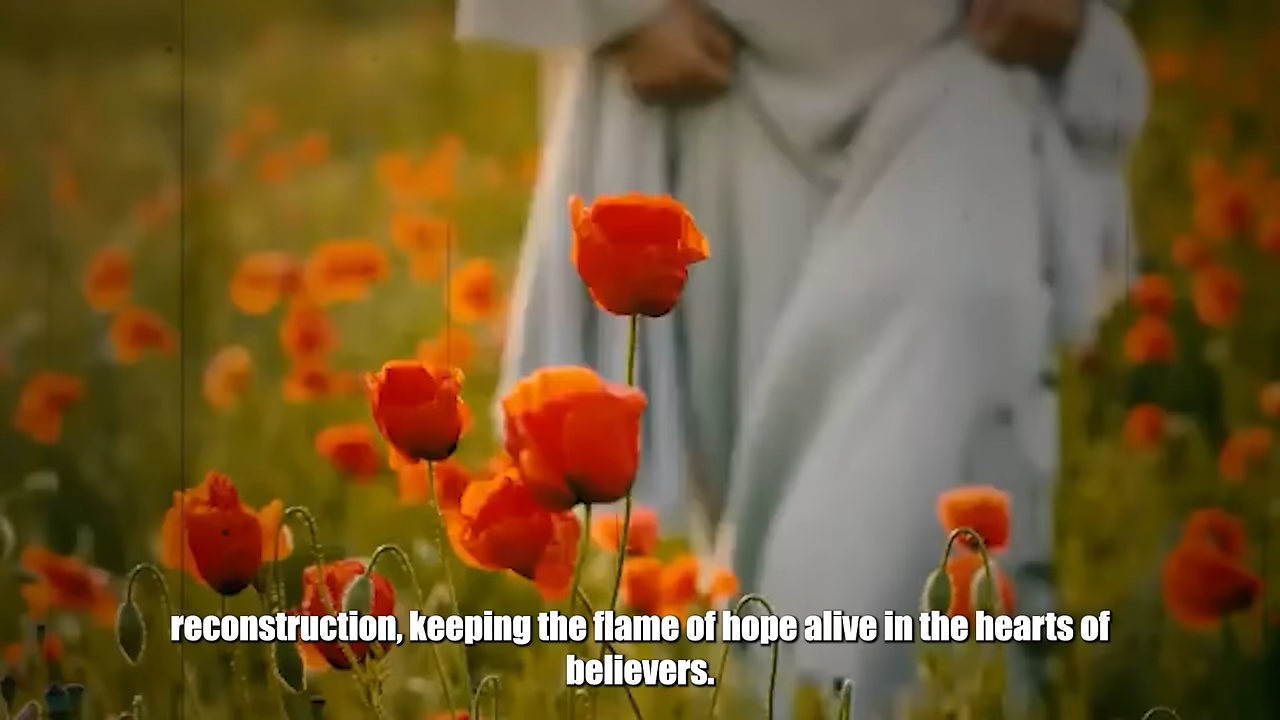 reconstruction, keeping the flame of hope alive in the hearts of
believers.